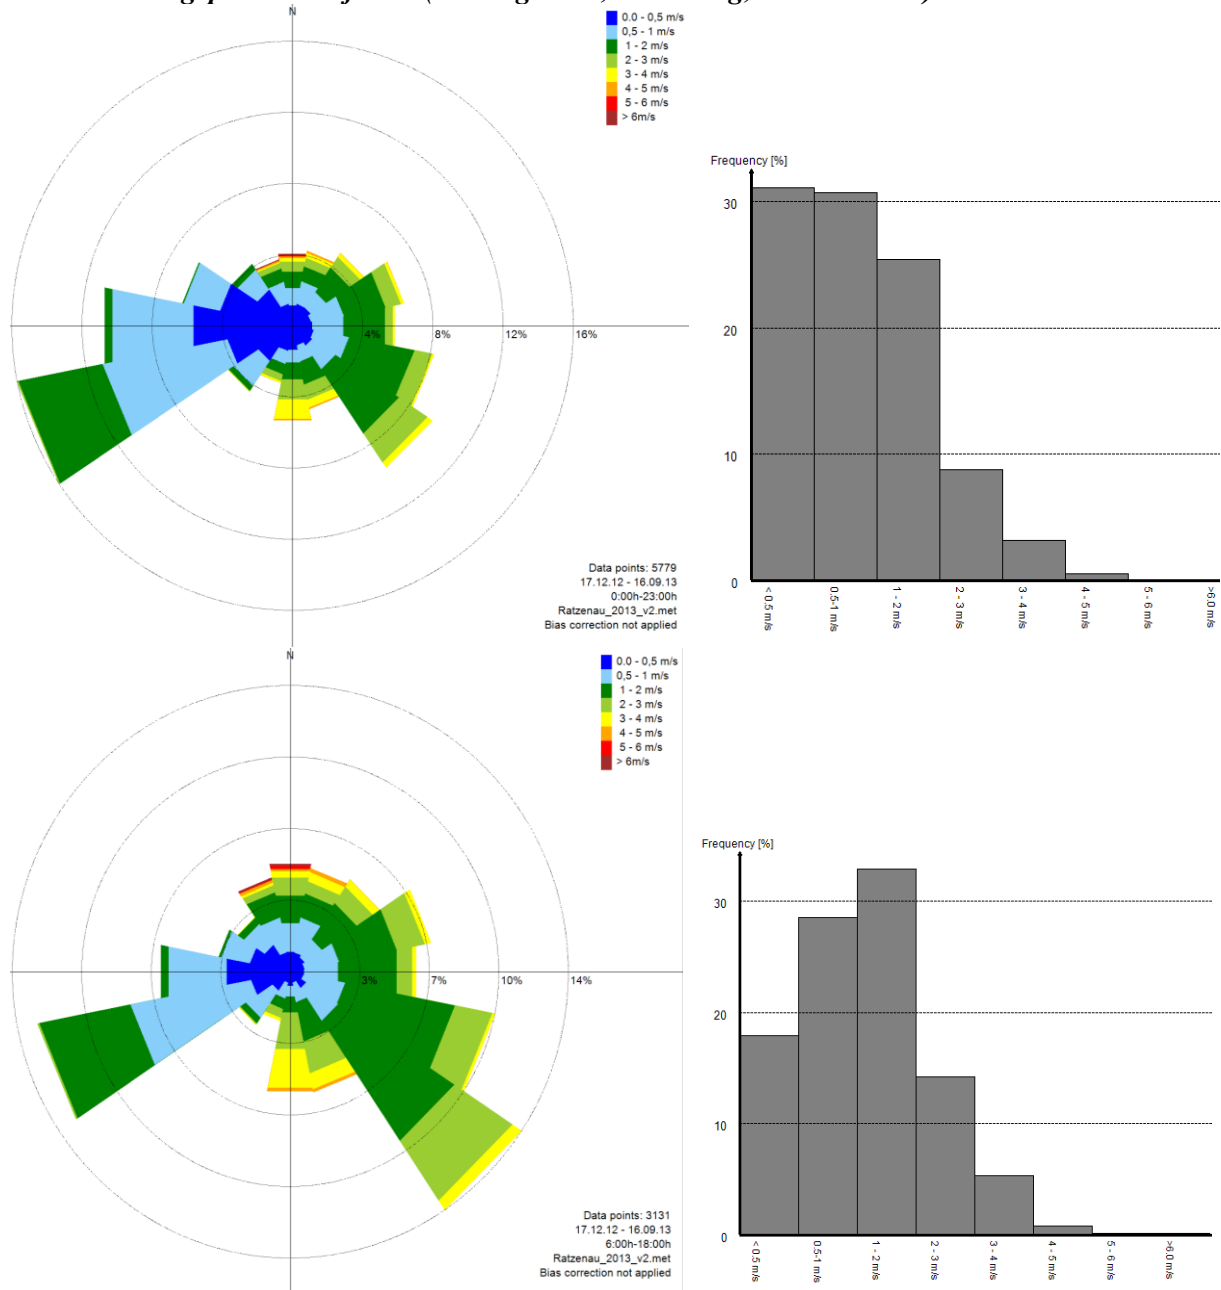 N
0.0 - 0,5 m/s
0,5 - 1 m/s
1 - 2 m/s
2 - 3 m/s
3 - 4 m/s
4 - 5 m/s
5 - 6 m/s
> 6m/s
4%
8%
12%
16%
Data points: 5779
17.12.12 - 16.09.13
0:00h-23:00h
Ratzenau_2013_v2.met
Bias correction not applied
Frequency [%]
30
20
10
0
< 0.5 m/s
0.5-1 m/s
1 - 2 m/s
2 - 3 m/s
3 - 4 m/s
4 - 5 m/s
5 - 6 m/s
>6.0 m/s
N
0.0 - 0,5 m/s
0,5 - 1 m/s
1 - 2 m/s
2 - 3 m/s
3 - 4 m/s
4 - 5 m/s
5 - 6 m/s
> 6m/s
3%
7%
10%
14%
Data points: 3131
17.12.12 - 16.09.13
6:00h-18:00h
Ratzenau_2013_v2.met
Bias correction not applied
Frequency [%]
30
20
10
0
< 0.5 m/s
0.5-1 m/s
1 - 2 m/s
2 - 3 m/s
3 - 4 m/s
4 - 5 m/s
5 - 6 m/s
>6.0 m/s